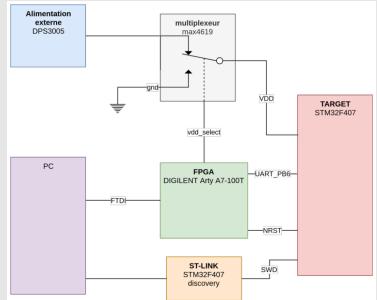 Alimentation
externe
DPS3005
multiplexeur
max4619
gnd
VDD
vdd_select
TARGET
STM32F407
PC
FTDI
FPGA
DIGILENT Arty A7-100T
UART_PB6
NRST
ST-LINK
STM32F407
discovery
SWD